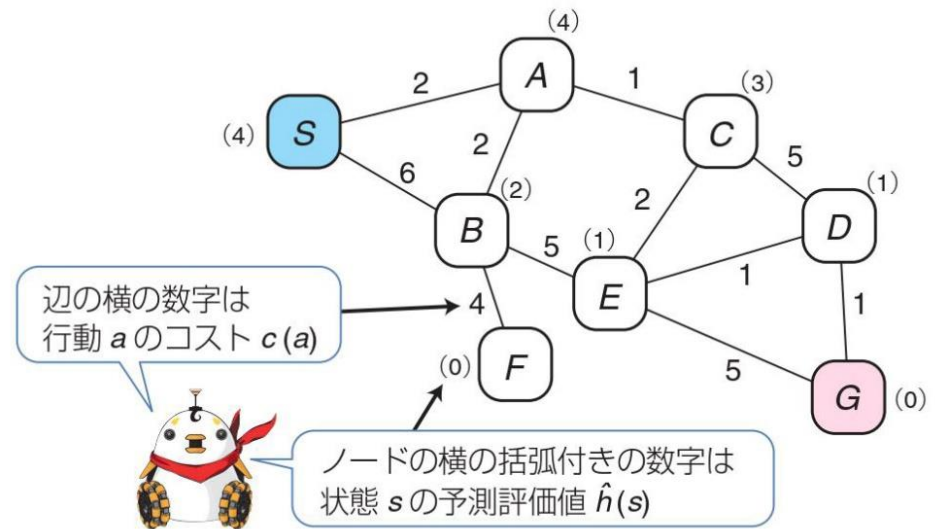 (4)
2
A
1
(3)
(4)
S
C
6
2
5
(2)
B
2
(1)
D
5
(1)
E
1
辺の横の数字は
行動 a のコスト c (a)
4
1
(0)
F
5
G
(0)
ノードの横の括弧付きの数字は
状態 s の予測評価値 ĥ(s)